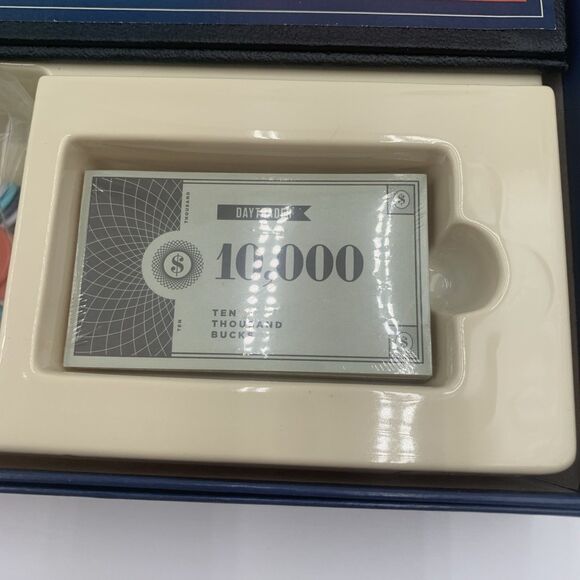 THOUSAND
TEN
DAYTRADER
$
10,000
TEN
THOUSAND
BUCKS
$
$